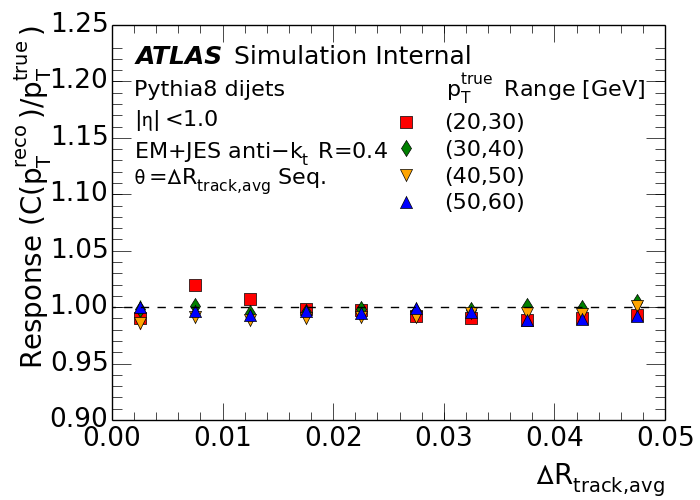 ATLAS Simulation Internal
Pythia8 dijets
|η| <1.0
EM+JES anti−k_t R=0.4
θ=ΔR_track,avg Seq.
p_T^true Range [GeV]
(20,30)
(30,40)
(40,50)
(50,60)
Response (C(p_T^reco)/p_T^true)
1.25
1.20
1.15
1.10
1.05
1.00
0.95
0.90
0.00 0.01 0.02 0.03 0.04 0.05
ΔR_track,avg